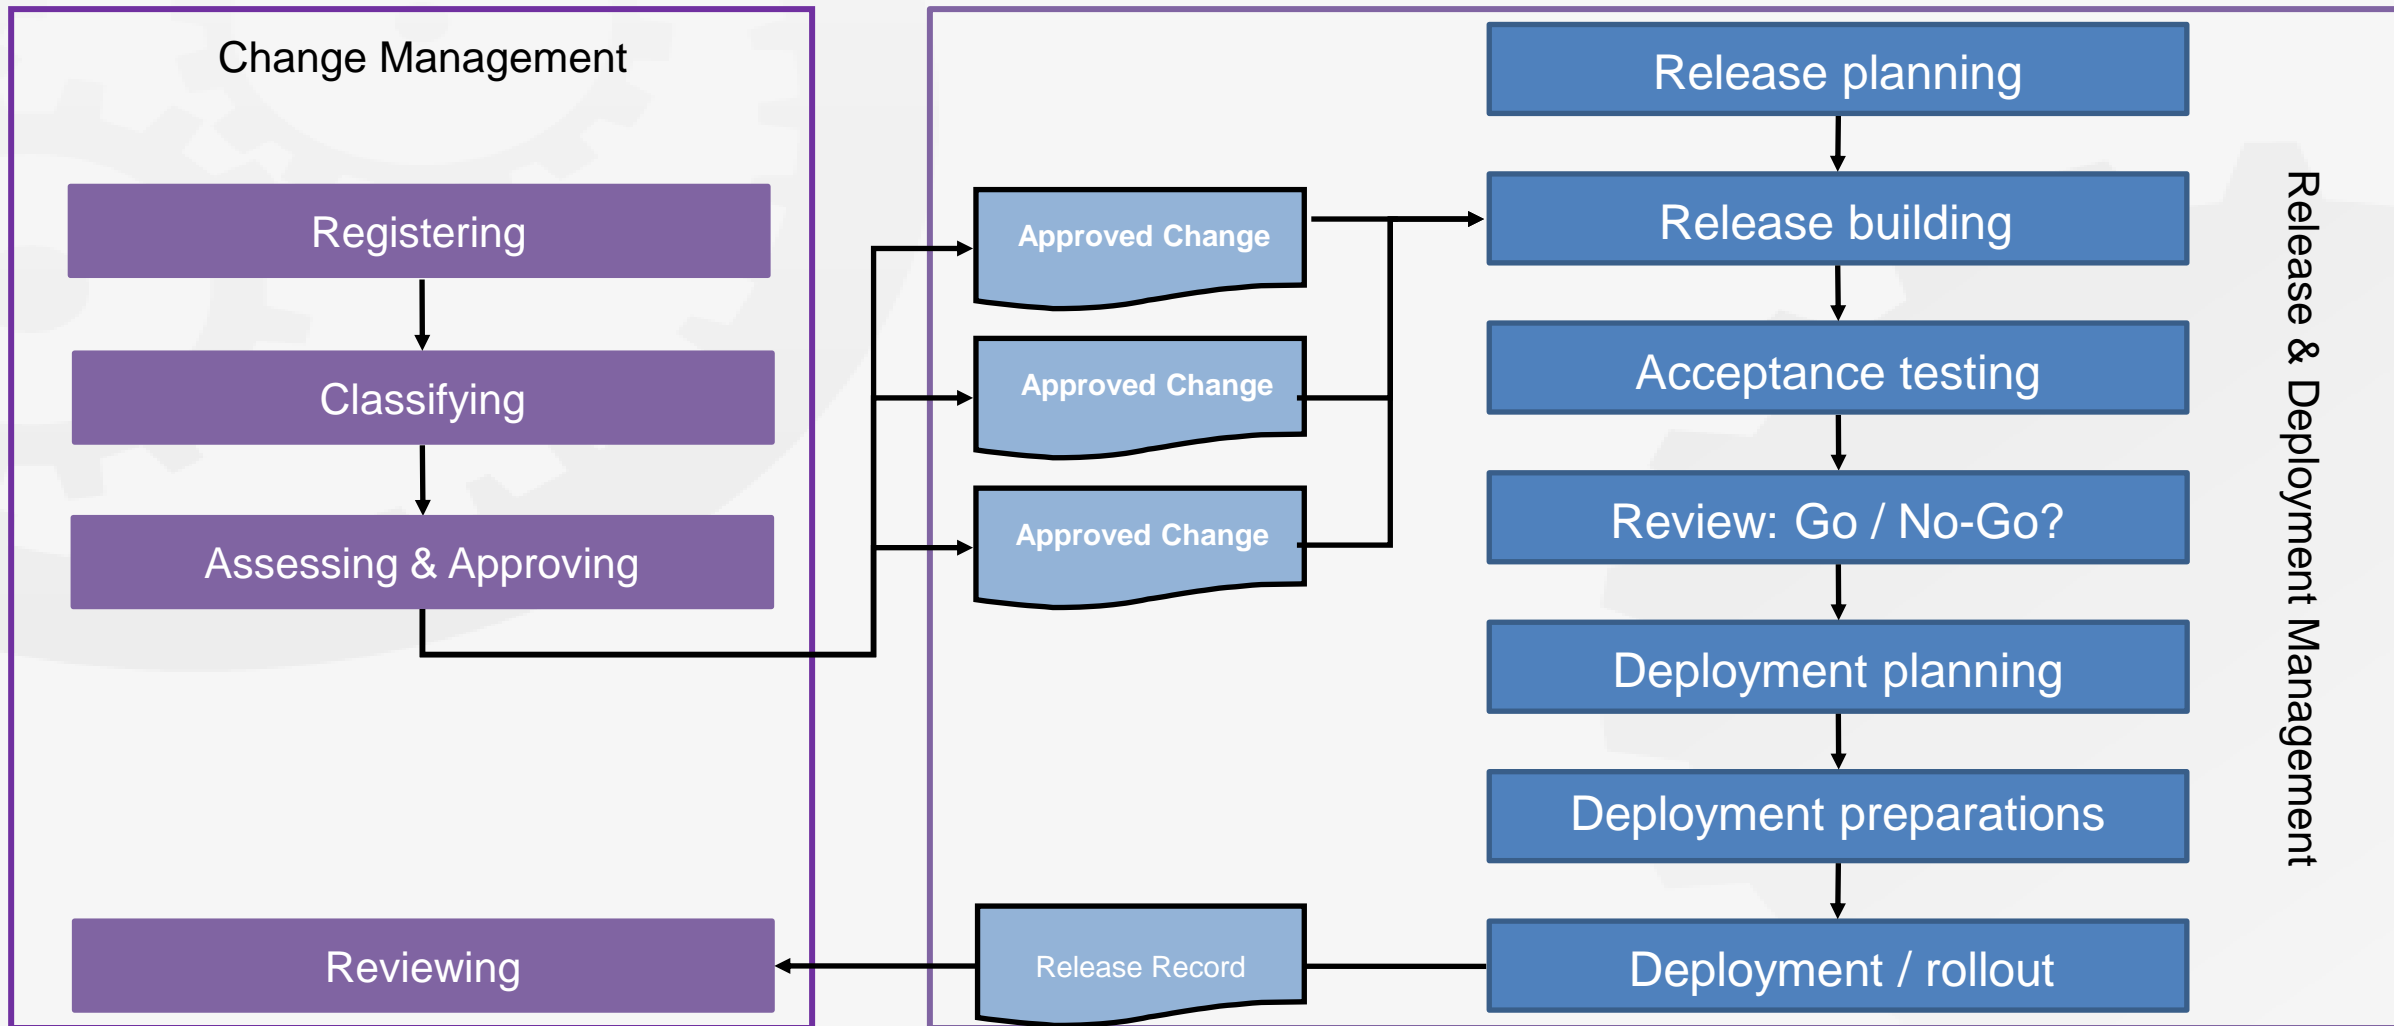 Change Management
Registering
Classifying
Assessing & Approving
Reviewing
Approved Change
Approved Change
Approved Change
Release Record
Release planning
Release building
Acceptance testing
Review: Go / No-Go?
Deployment planning
Deployment preparations
Deployment / rollout
Release & Deployment Management